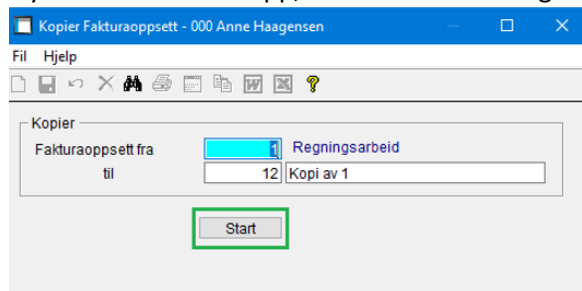 Kopier Fakturaoppsett - 000 Anne Haagensen
Fil Hjelp
Kopier
Fakturaoppsett fra 1 Regningsarbeid
til 12 Kopi av 1
Start